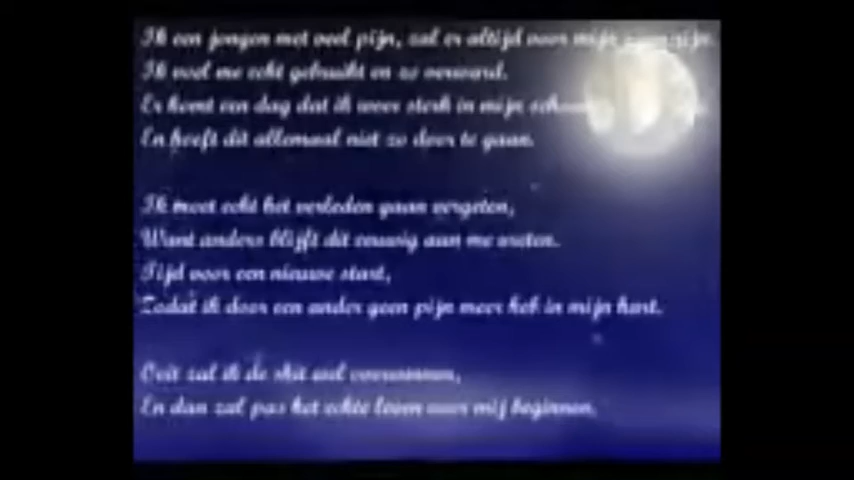 Ik een jongen met veel pijn, zal er altijd voor mijn
Ik voel me echt gebruikt en zo verward.
Er komt een dag dat ik weer sterk in mijn
En heeft dit allemaal niet zo door te gaan.
Ik moet echt het verleden gaan vergeten,
Want anders blijft dit eeuwig aan me vreten.
Tijd voor een nieuwe start,
Zodat ik door een ander geen pijn meer heb in mijn hart.
Ooit zal ik de shit wel
En dan zal pas het echte leven voor mij beginnen.